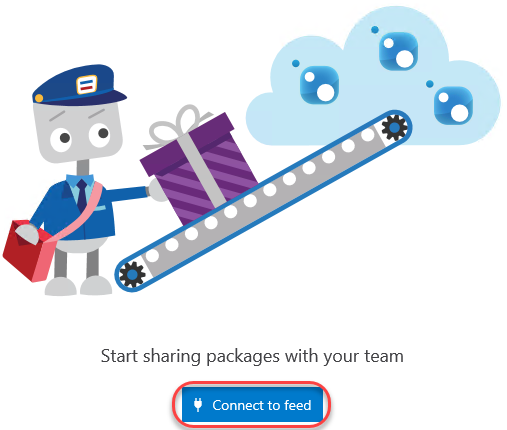 Start sharing packages with your team
Connect to feed